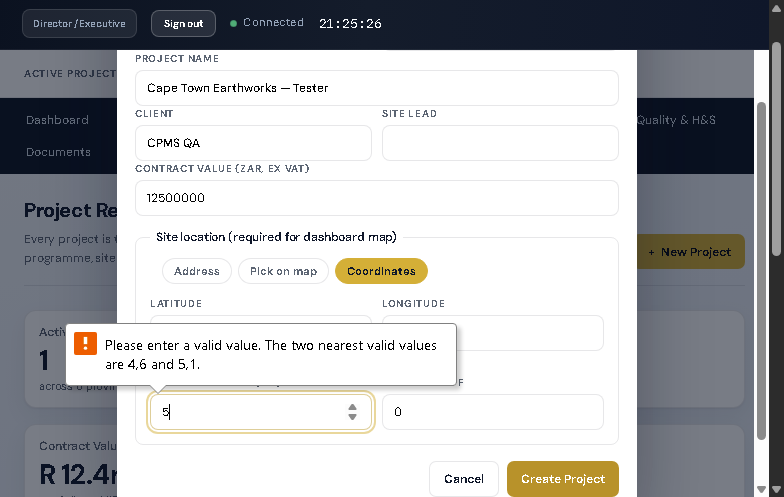 Director/Executive
Sign out
Connected
21:25:26
ACTIVE PROJECT
PROJECT NAME
Cape Town Earthworks — Tester
Dashboard
CLIENT
SITE LEAD
Quality & H&S
CPMS QA
Documents
CONTRACT VALUE (ZAR, EX VAT)
12500000
Project Re
Site location (required for dashboard map)
Every project is t
programme, site
+ New Project
Address
Pick on map
Coordinates
LATITUDE
LONGITUDE
Activ
Please enter a valid value. The two nearest valid values
are 4,6 and 5,1.
1
across 0 provin
5
0
Contract Valu
R 12.4m
Cancel
Create Project